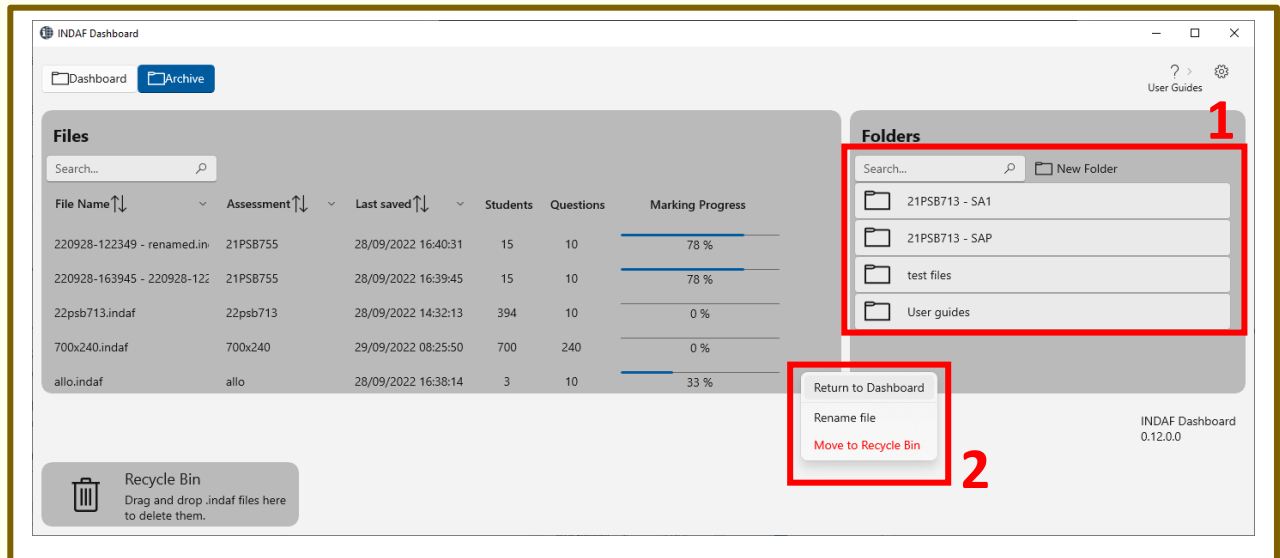 INDAF Dashboard
Dashboard Archive
? >
User Guides
1
Files
Search...
File Name Assessment Last saved Students Questions Marking Progress
220928-122349 - renamed.in 21PSB755 28/09/2022 16:40:31 15 10 78 %
220928-163945 - 220928-122 21PSB755 28/09/2022 16:39:45 15 10 78 %
22psb713.indaf 22psb713 28/09/2022 14:32:13 394 10 0 %
700x240.indaf 700x240 29/09/2022 08:25:50 700 240 0 %
allo.indaf allo 28/09/2022 16:38:14 3 10 33 %
Folders
Search... New Folder
21PSB713 - SA1
21PSB713 - SAP
test files
User guides
Return to Dashboard
Rename file
Move to Recycle Bin
2
INDAF Dashboard
0.12.0.0
Recycle Bin
Drag and drop .indaf files here
to delete them.